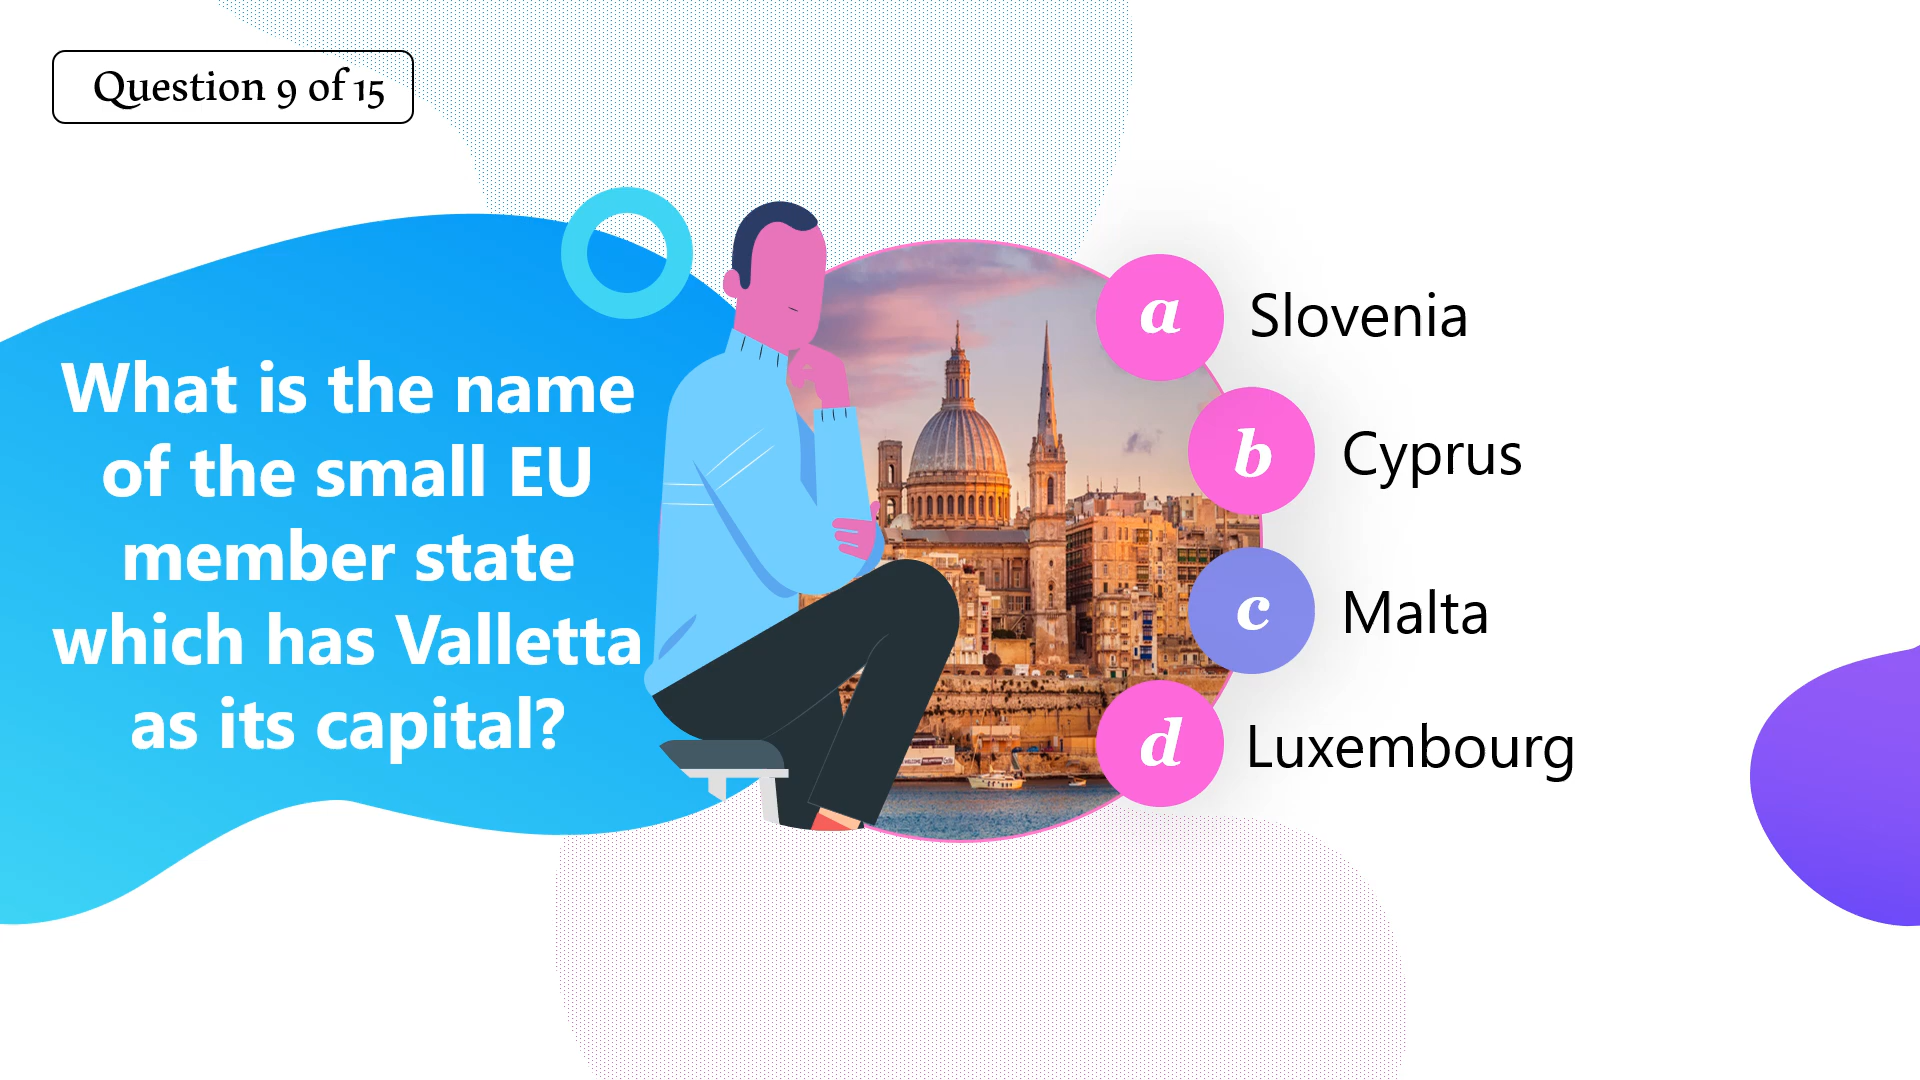 Question 9 of 15
What is the name
of the small EU
member state
which has Valletta
as its capital?
a Slovenia
b Cyprus
c Malta
d Luxembourg